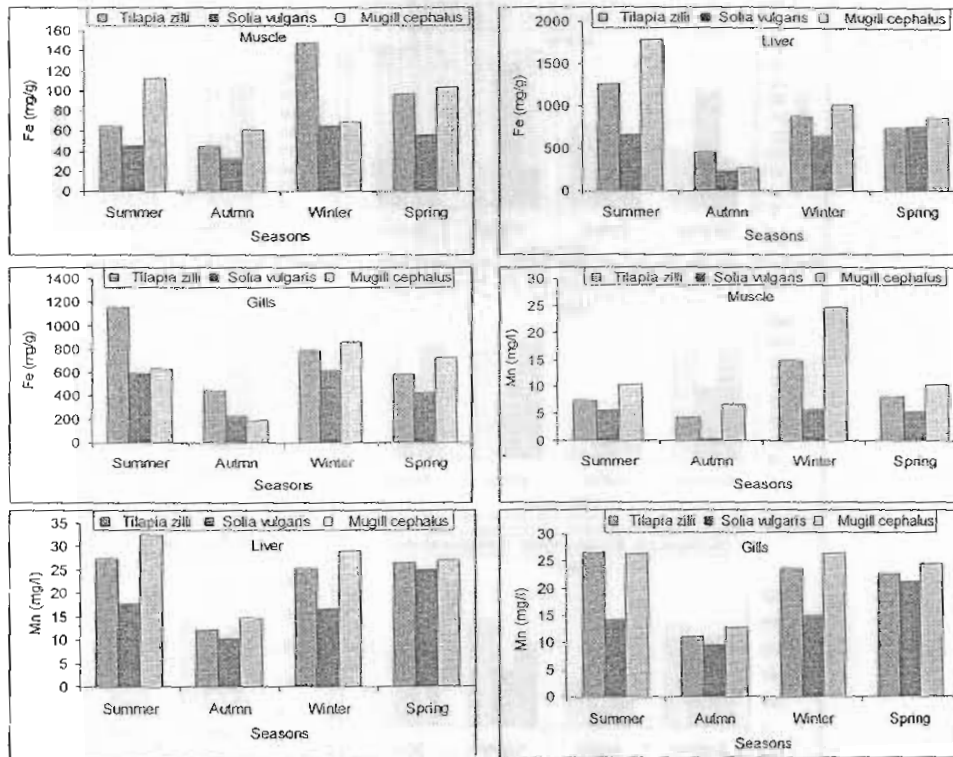 Tilapia zilli Solia vulgaris Mugill cephalus
Muscle
Fe (mg/g)
160
140
120
100
80
60
40
20
0
Summer Autmn Winter Spring
Seasons
Tilapia zilli Solia vulgaris Mugill cephalus
Liver
Fe (mg/g)
2000
1500
1000
500
0
Summer Autmn Winter Spring
Seasons
Tilapia zilli Solia vulgaris Mugill cephalus
Gills
Fe (mg/g)
1400
1200
1000
800
600
400
200
0
Summer Autmn Winter Spring
Seasons
Tilapia zilli Solia vulgaris Mugill cephalus
Muscle
Mn (mg/l)
30
25
20
15
10
5
0
Summer Autmn Winter Spring
Seasons
Tilapia zilli Solia vulgaris Mugill cephalus
Liver
Mn (mg/l)
35
30
25
20
15
10
5
0
Summer Autmn Winter Spring
Seasons
Tilapia zilli Solia vulgaris Mugill cephalus
Gills
Mn (mg/l)
30
25
20
15
10
5
0
Summer Autmn Winter Spring
Seasons